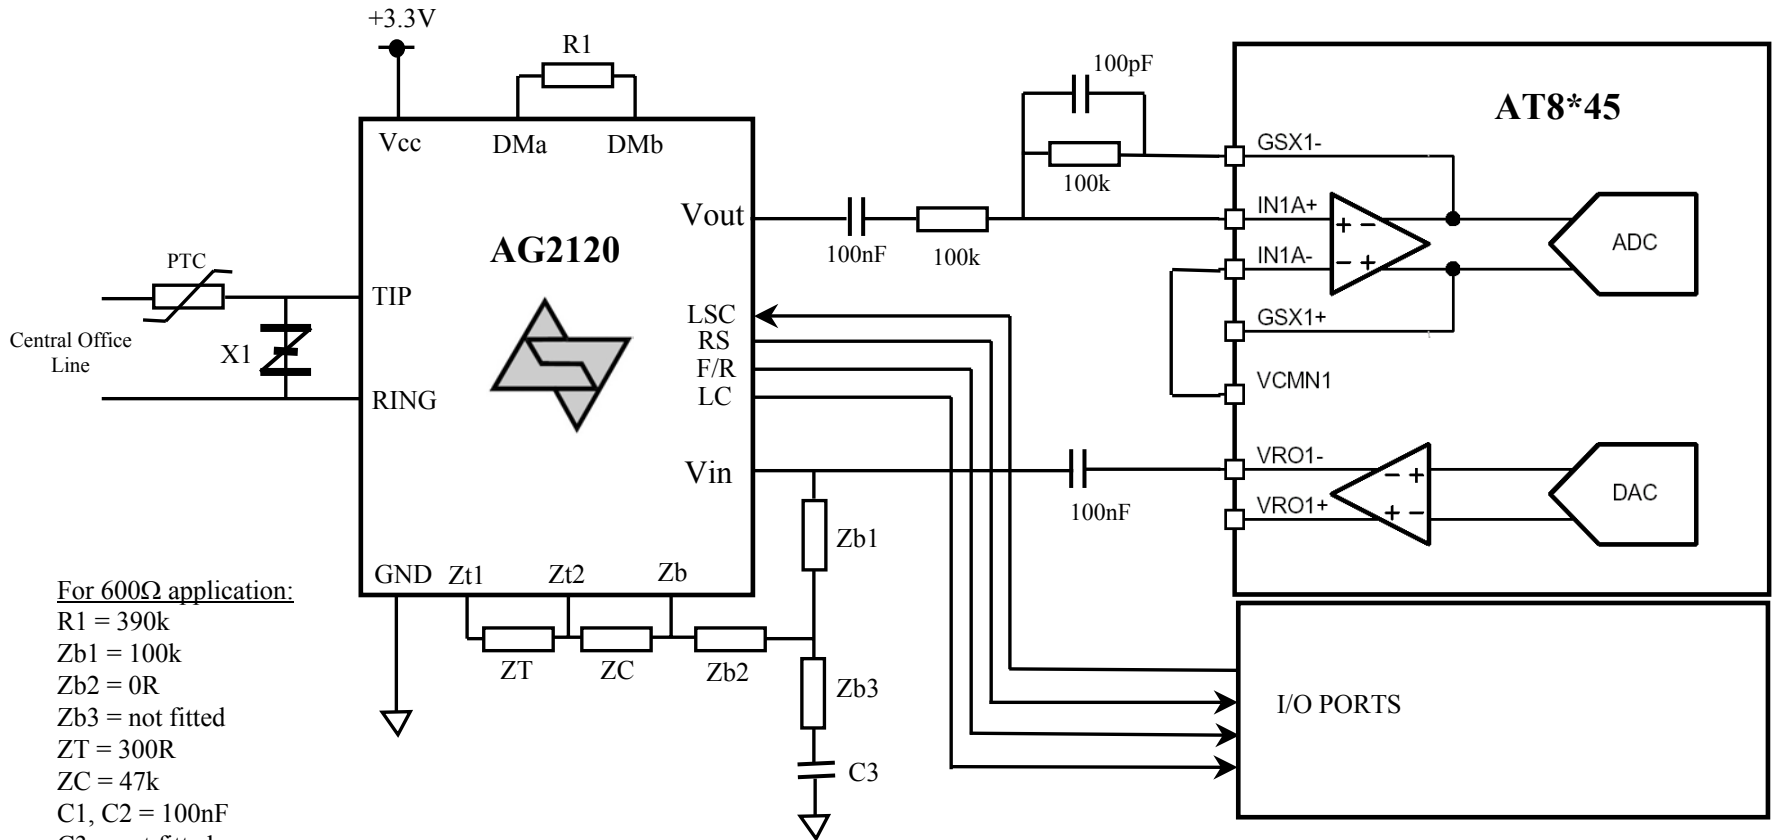 +3.3V
R1
100pF
AT8*45
Vcc
DMa
DMb
GSX1-
100k
Vout
IN1A+
+ -
AG2120
100nF
100k
ADC
PTC
IN1A-
- +
TIP
LSC
GSX1+
Central Office
Line
X1
RS
F/R
VCMN1
RING
LC
Vin
VRO1-
- +
100nF
VRO1+
+ -
DAC
Zb1
GND
Zt1
Zt2
Zb
ZT
ZC
Zb2
Zb3
I/O PORTS
C3
For 600Ω application:
R1 = 390k
Zb1 = 100k
Zb2 = 0R
Zb3 = not fitted
ZT = 300R
ZC = 47k
C1, C2 = 100nF